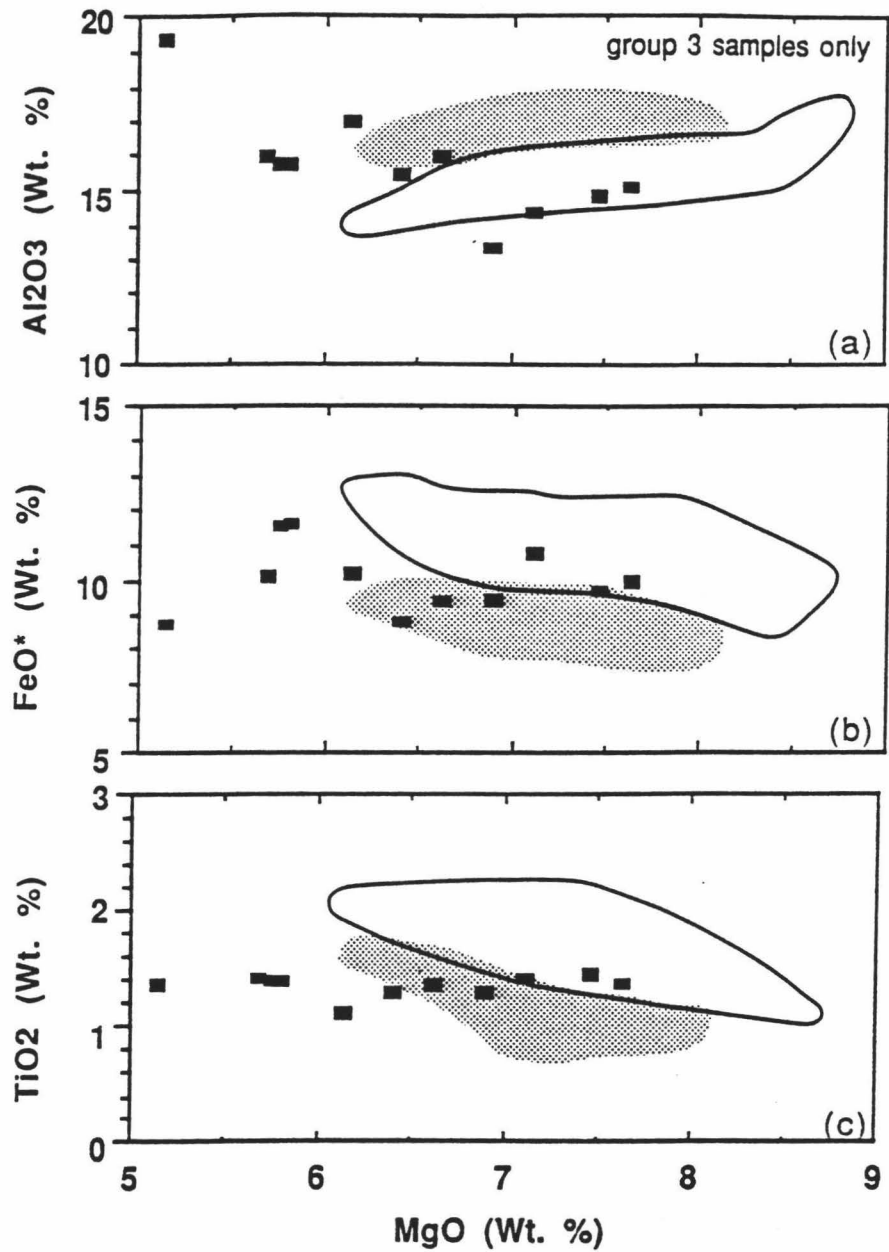 20
group 3 samples only
15
10
Al2O3 (Wt. %)
(a)
15
10
5
FeO* (Wt. %)
(b)
3
2
1
0
TiO2 (Wt. %)
(c)
5 6 7 8 9
MgO (Wt. %)